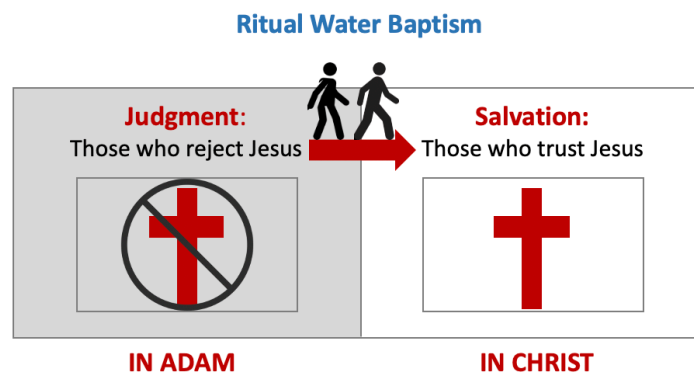 Ritual Water Baptism
Judgment:
Those who reject Jesus
Salvation:
Those who trust Jesus
IN ADAM
IN CHRIST